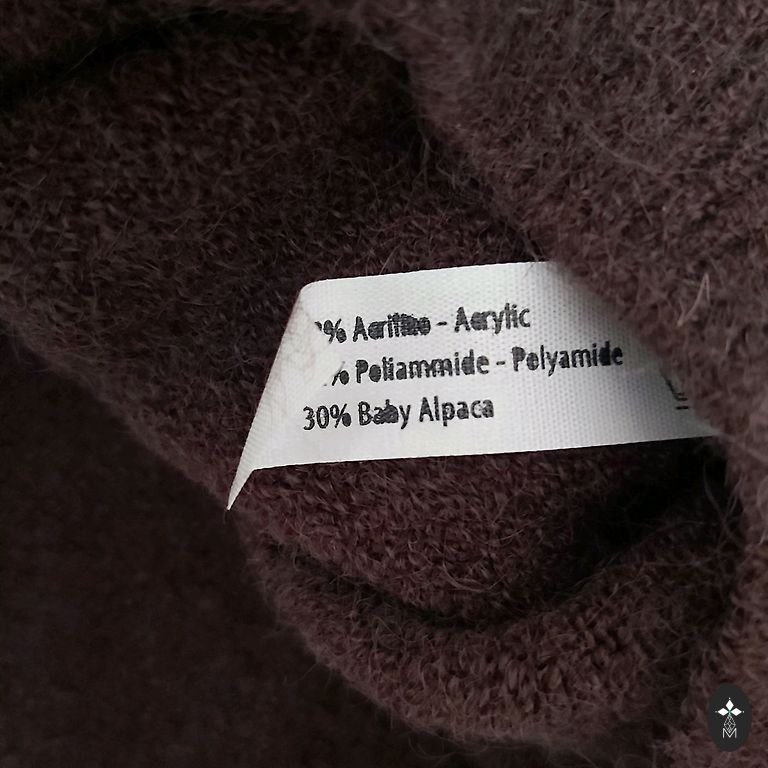 % Acrilico - Acrylic
% Poliammide - Polyamide
30% Baby Alpaca
M